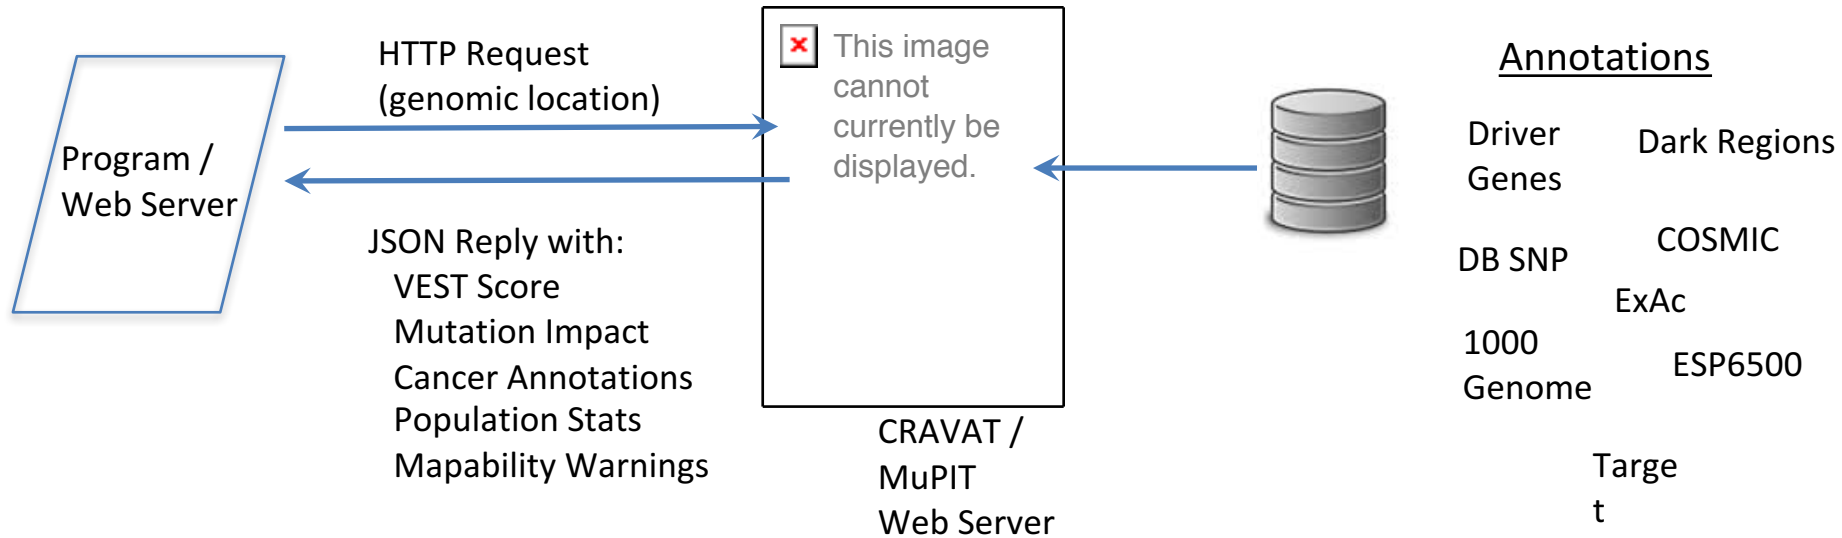 Program /
Web Server
HTTP Request
(genomic location)
JSON Reply with:
VEST Score
Mutation Impact
Cancer Annotations
Population Stats
Mapability Warnings
This image
cannot
currently be
displayed.
CRAVAT /
MuPIT
Web Server
Annotations
Driver
Genes
Dark Regions
DB SNP
COSMIC
ExAc
1000
Genome
ESP6500
Targe
t